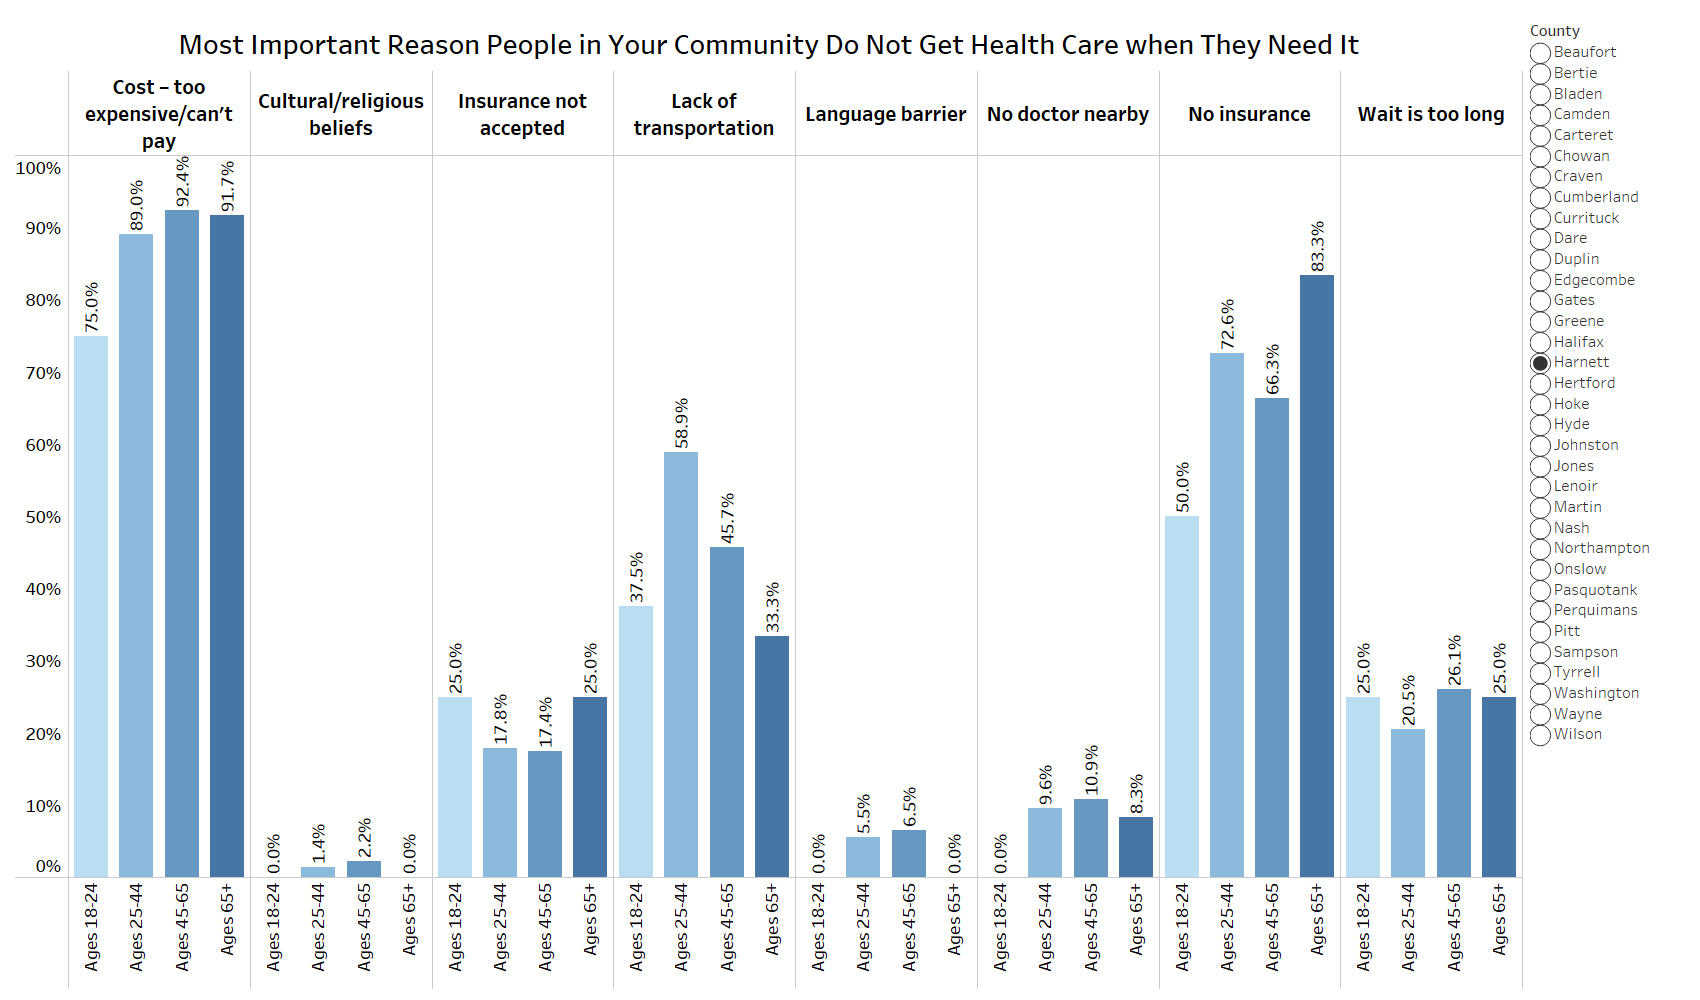 Most Important Reason People in Your Community Do Not Get Health Care when They Need It
Cost – too
expensive/can't
pay
Cultural/religious
beliefs
Insurance not
accepted
Lack of
transportation
Language barrier
No doctor nearby
No insurance
Wait is too long
100%
90%
80%
70%
60%
50%
40%
30%
20%
10%
0%
75.0%
89.0%
92.4%
91.7%
0.0%
1.4%
2.2%
0.0%
25.0%
17.8%
17.4%
25.0%
37.5%
58.9%
45.7%
33.3%
0.0%
5.5%
6.5%
0.0%
0.0%
9.6%
10.9%
8.3%
50.0%
72.6%
66.3%
83.3%
25.0%
20.5%
26.1%
25.0%
Ages 18-24
Ages 25-44
Ages 45-65
Ages 65+
Ages 18-24
Ages 25-44
Ages 45-65
Ages 65+
Ages 18-24
Ages 25-44
Ages 45-65
Ages 65+
Ages 18-24
Ages 25-44
Ages 45-65
Ages 65+
Ages 18-24
Ages 25-44
Ages 45-65
Ages 65+
Ages 18-24
Ages 25-44
Ages 45-65
Ages 65+
Ages 18-24
Ages 25-44
Ages 45-65
Ages 65+
Ages 18-24
Ages 25-44
Ages 45-65
Ages 65+
County
Beaufort
Bertie
Bladen
Camden
Carteret
Chowan
Craven
Cumberland
Currituck
Dare
Duplin
Edgecombe
Gates
Greene
Halifax
Harnett
Hertford
Hoke
Hyde
Johnston
Jones
Lenoir
Martin
Nash
Northampton
Onslow
Pasquotank
Perquimans
Pitt
Sampson
Tyrrell
Washington
Wayne
Wilson